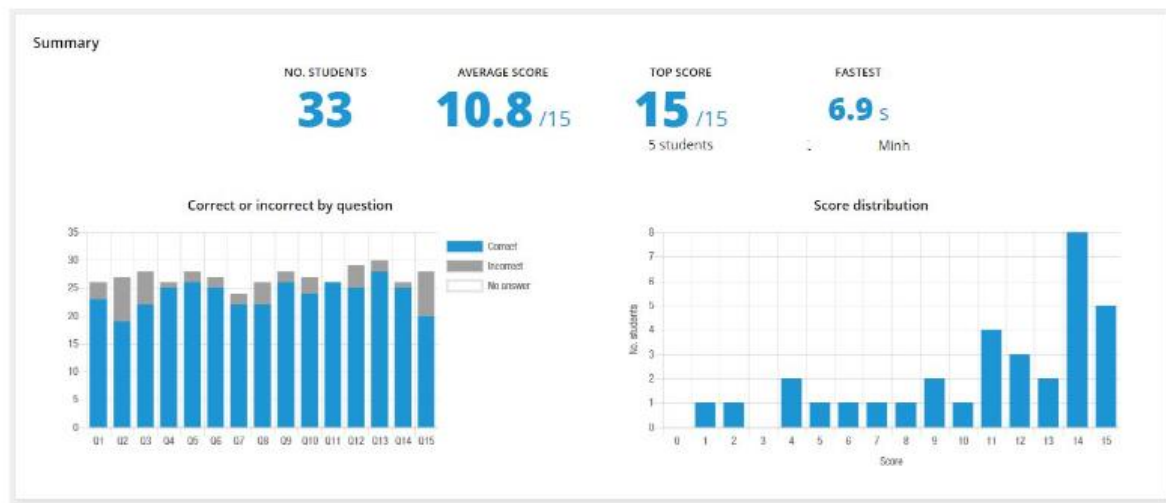 Summary
NO. STUDENTS
33
AVERAGE SCORE
10.8 /15
TOP SCORE
15 /15
5 students
FASTEST
6.9 s
Minh
Correct or incorrect by question
35
30
25
20
15
10
5
0
Q1 Q2 Q3 Q4 Q5 Q6 Q7 Q8 Q9 Q10 Q11 Q12 Q13 Q14 Q15
Correct
Incorrect
No answer
Score distribution
No. students
8
7
6
5
4
3
2
1
0
0 1 2 3 4 5 6 7 8 9 10 11 12 13 14 15
Score